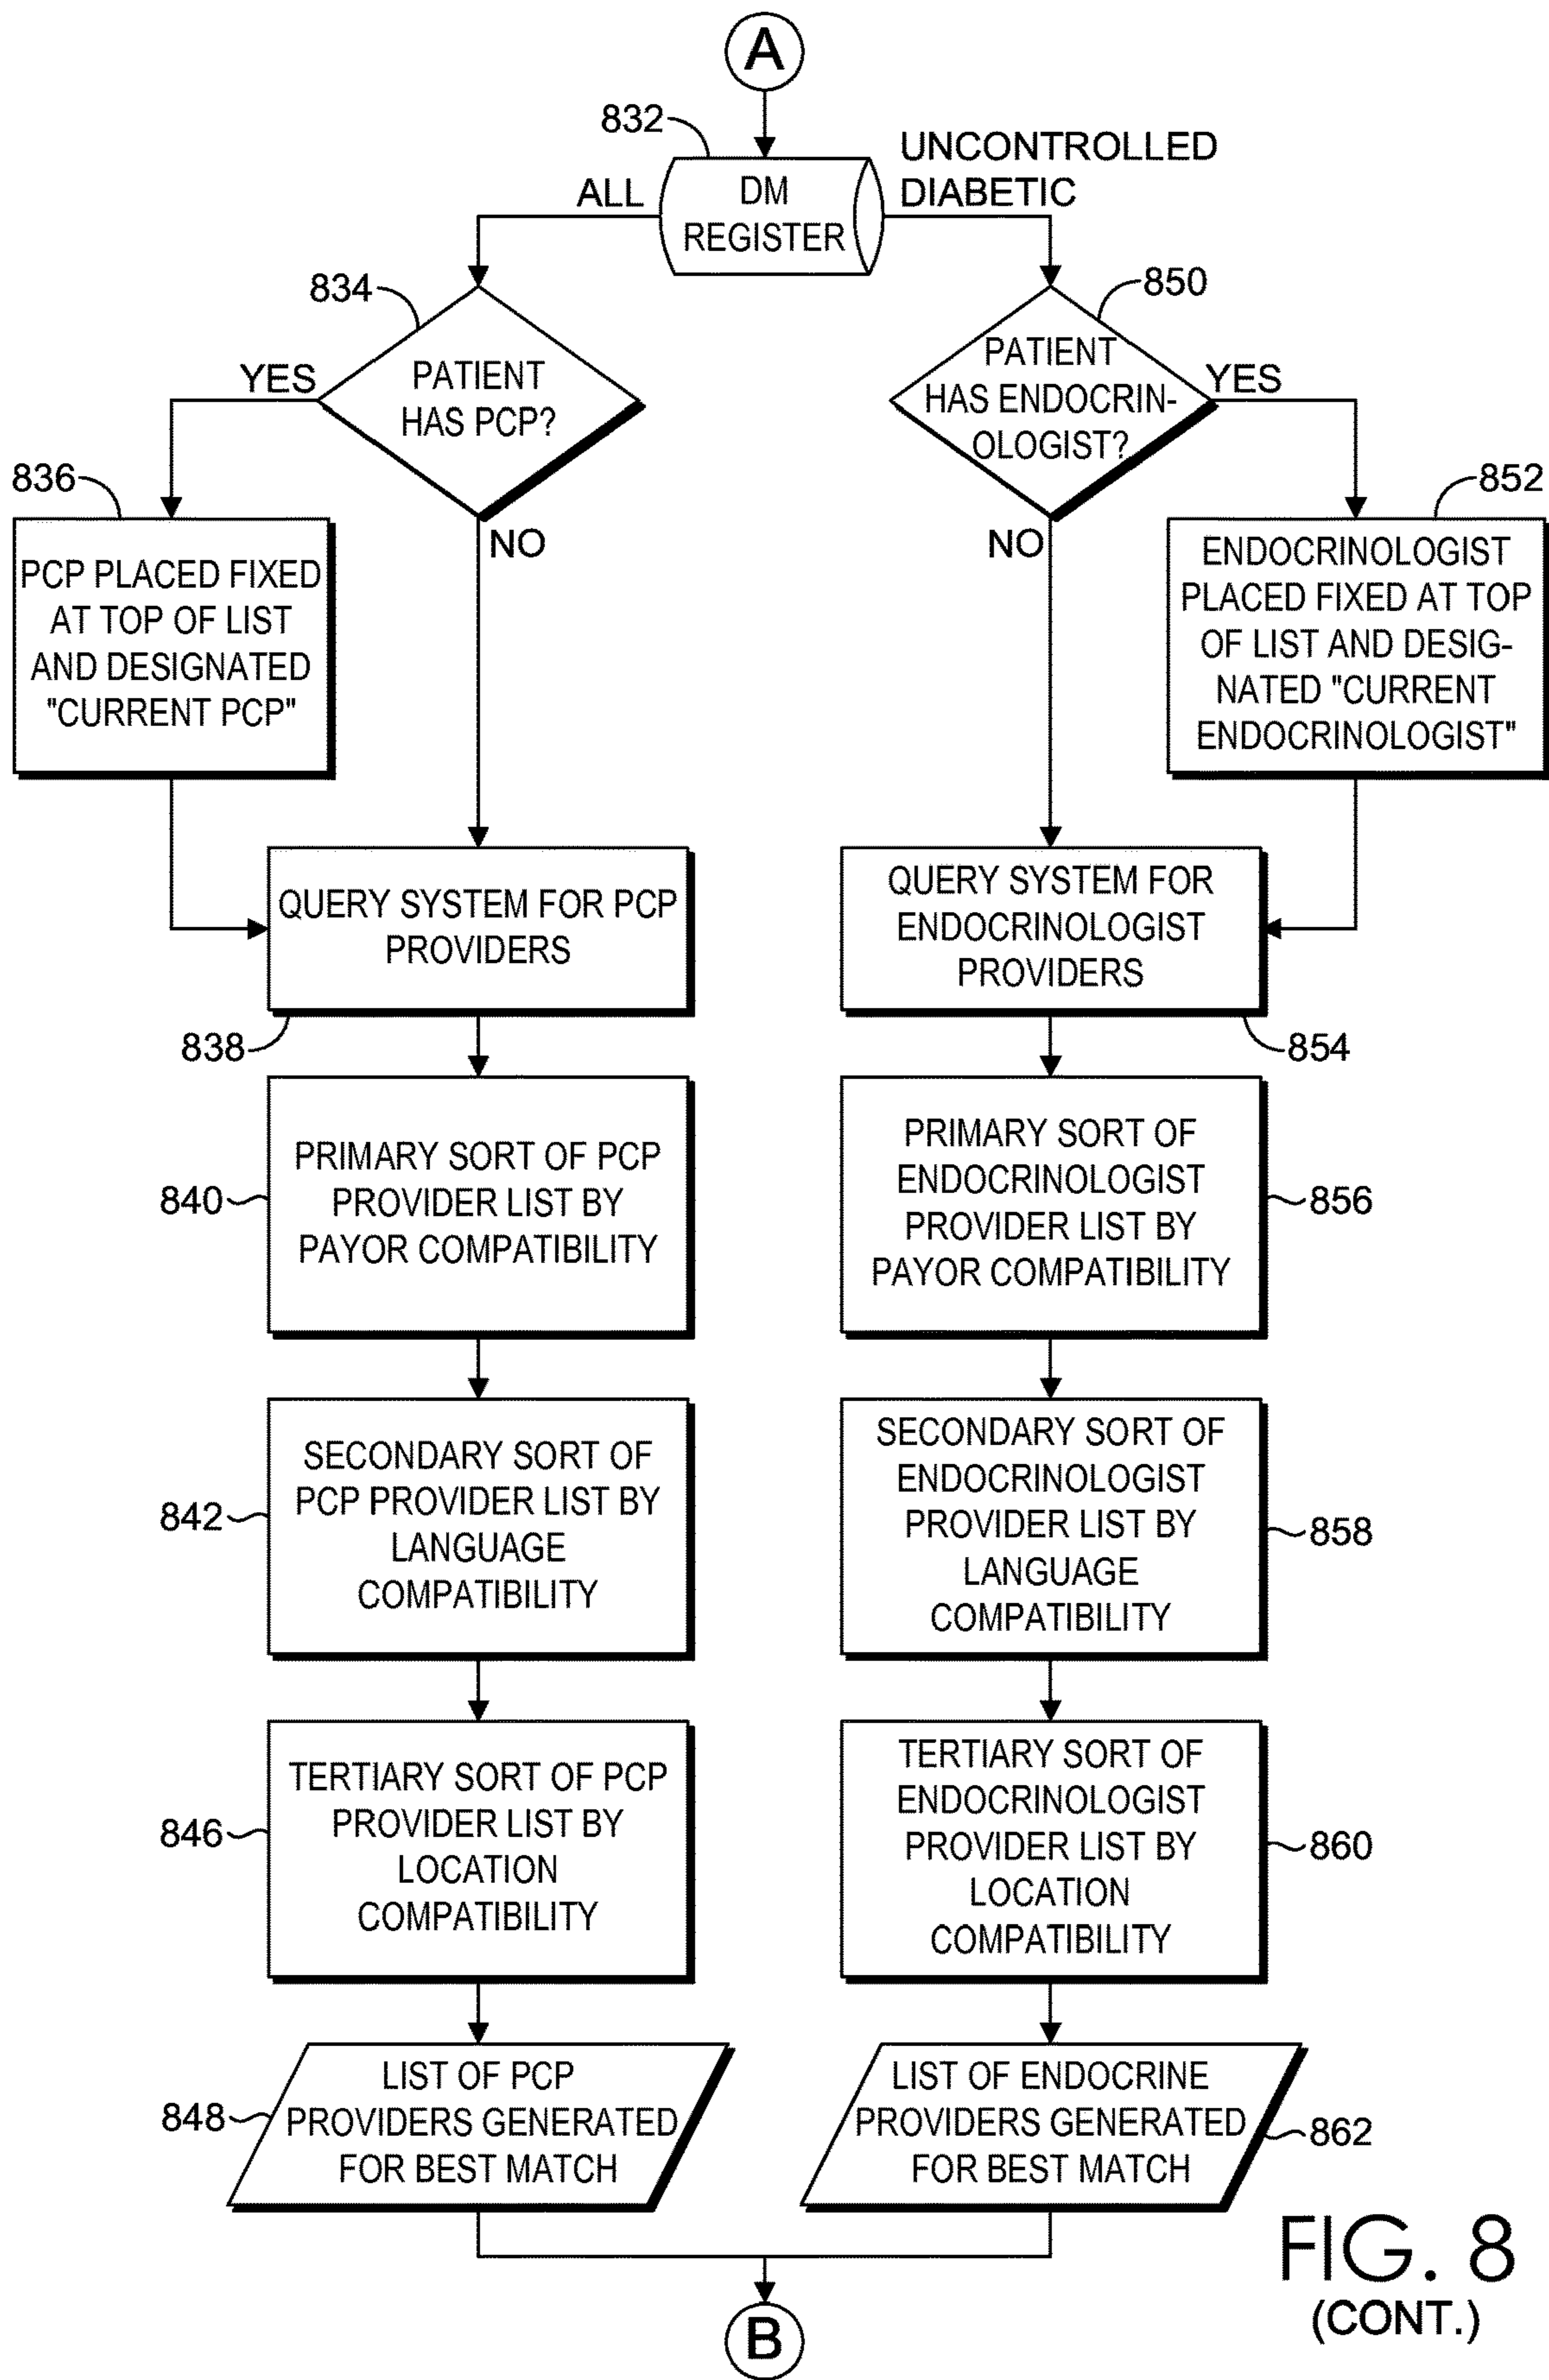 A
832
UNCONTROLLED
DIABETIC
ALL
DM
REGISTER
834
850
PATIENT
HAS PCP?
YES
NO
PATIENT
HAS ENDOCRIN-
OLOGIST?
YES
NO
836
PCP PLACED FIXED
AT TOP OF LIST
AND DESIGNATED
"CURRENT PCP"
852
ENDOCRINOLOGIST
PLACED FIXED AT TOP
OF LIST AND DESIG-
NATED "CURRENT
ENDOCRINOLOGIST"
QUERY SYSTEM FOR PCP
PROVIDERS
838
QUERY SYSTEM FOR
ENDOCRINOLOGIST
PROVIDERS
854
840
PRIMARY SORT OF PCP
PROVIDER LIST BY
PAYOR COMPATIBILITY
PRIMARY SORT OF
ENDOCRINOLOGIST
PROVIDER LIST BY
PAYOR COMPATIBILITY
856
842
SECONDARY SORT OF
PCP PROVIDER LIST BY
LANGUAGE
COMPATIBILITY
SECONDARY SORT OF
ENDOCRINOLOGIST
PROVIDER LIST BY
LANGUAGE
COMPATIBILITY
858
846
TERTIARY SORT OF PCP
PROVIDER LIST BY
LOCATION
COMPATIBILITY
TERTIARY SORT OF
ENDOCRINOLOGIST
PROVIDER LIST BY
LOCATION
COMPATIBILITY
860
848
LIST OF PCP
PROVIDERS GENERATED
FOR BEST MATCH
LIST OF ENDOCRINE
PROVIDERS GENERATED
FOR BEST MATCH
862
B
FIG. 8
(CONT.)